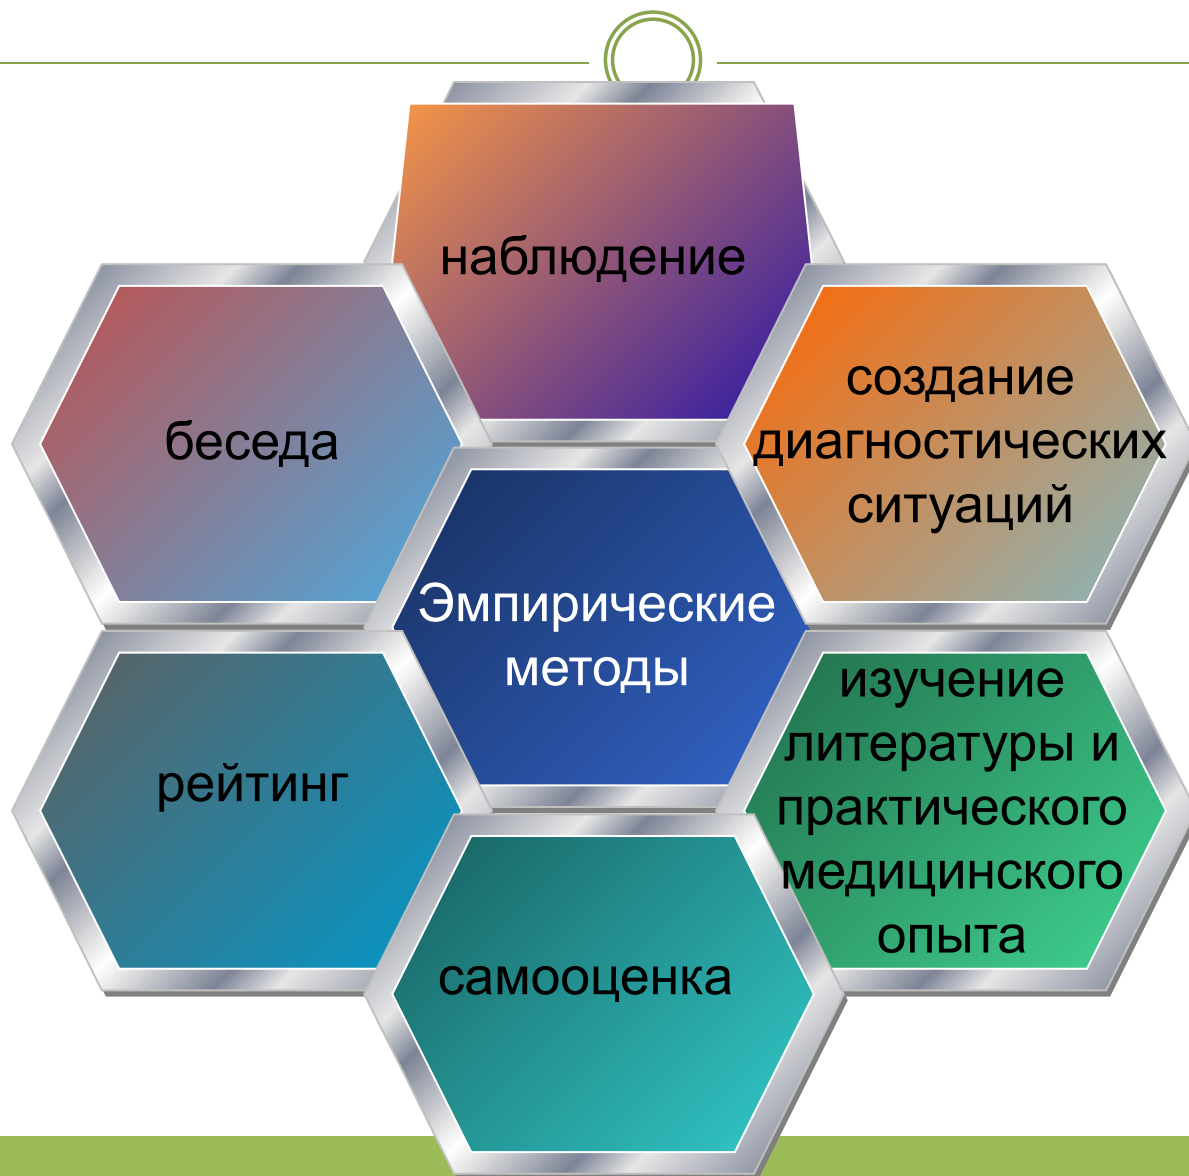 наблюдение
беседа
создание
диагностических
ситуаций
Эмпирические
методы
рейтинг
изучение
литературы и
практического
медицинского
опыта
самооценка